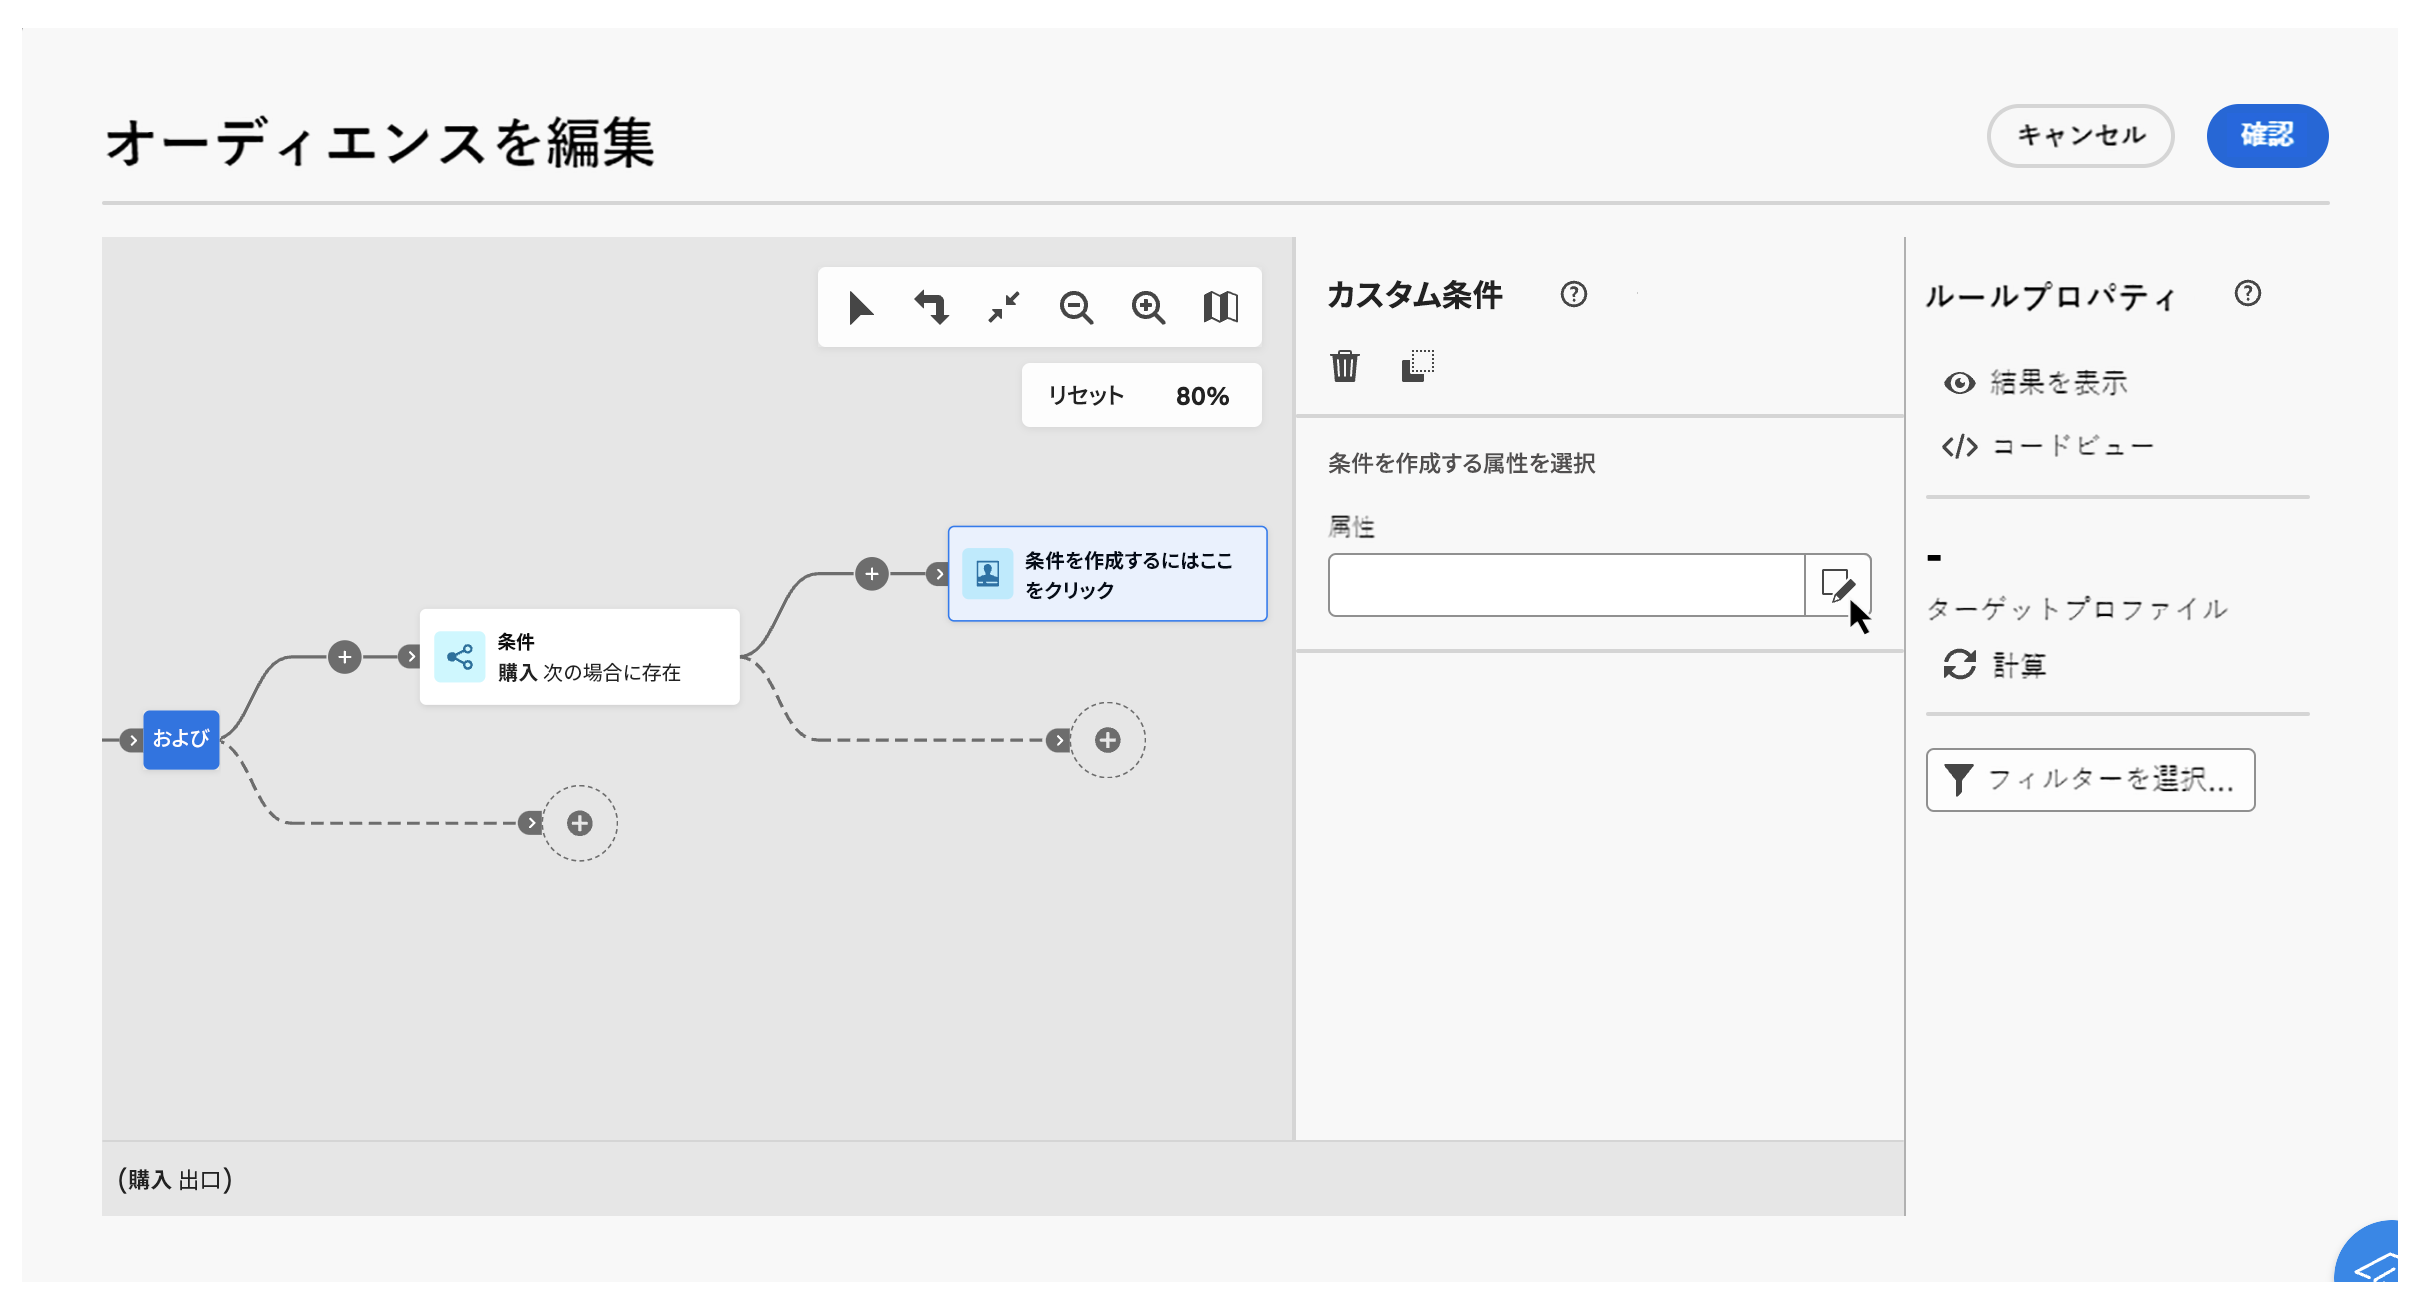 オーディエンスを編集
キャンセル
確認
リセット 80%
条件を作成するにはここ
をクリック
条件
購入 次の場合に存在
および
(購入 出口)
カスタム条件
条件を作成する属性を選択
属性
ルールプロパティ
結果を表示
コードビュー
-
ターゲットプロファイル
計算
フィルターを選択...